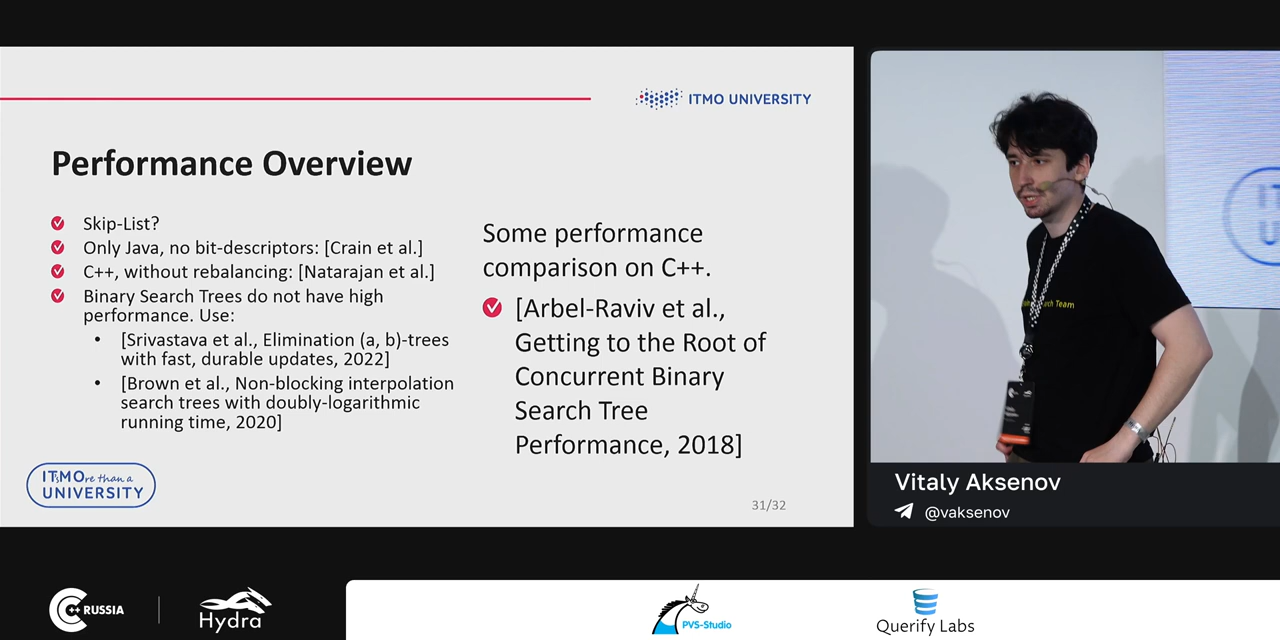 ITMO UNIVERSITY
Performance Overview
Skip-List?
Only Java, no bit-descriptors: [Crain et al.]
C++, without rebalancing: [Natarajan et al.]
Binary Search Trees do not have high
performance. Use:
[Srivastava et al., Elimination (a, b)-trees
with fast, durable updates, 2022]
[Brown et al., Non-blocking interpolation
search trees with doubly-logarithmic
running time, 2020]
Some performance
comparison on C++.
[Arbel-Raviv et al.,
Getting to the Root of
Concurrent Binary
Search Tree
Performance, 2018]
IT'sMOre than a
UNIVERSITY
31/32
Vitaly Aksenov
@vaksenov
C++ RUSSIA
Hydra
PVS-Studio
Querify Labs